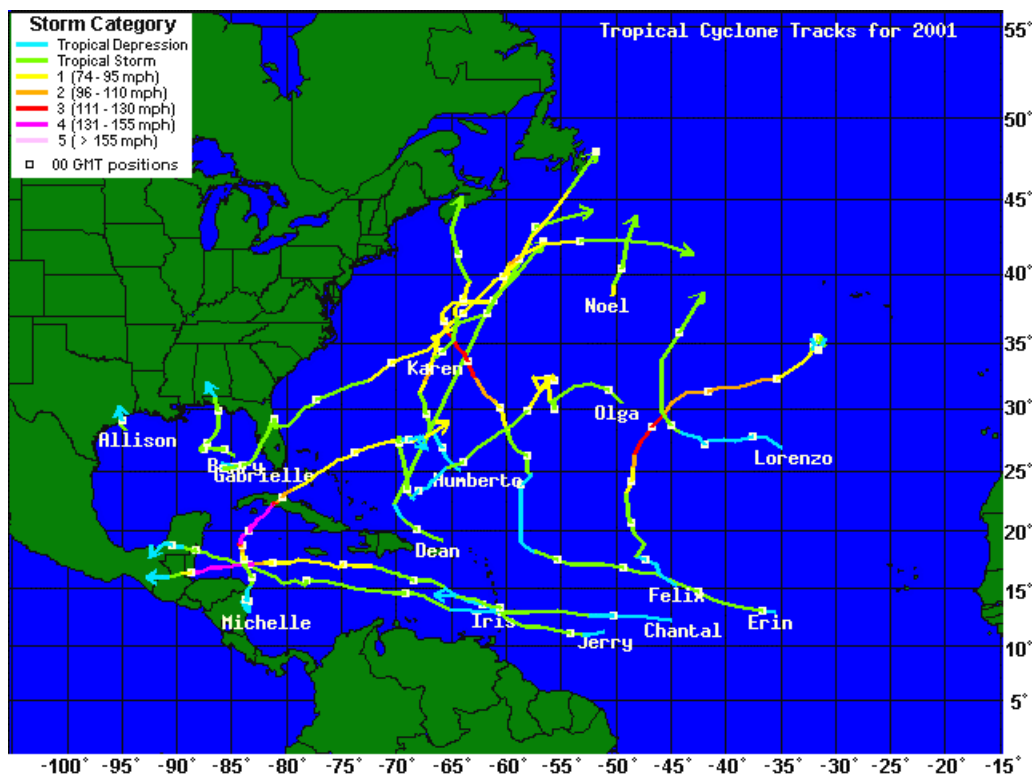 Storm Category
Tropical Depression
Tropical Storm
1 (74 - 95 mph)
2 (96 - 110 mph)
3 (111 - 130 mph)
4 (131 - 155 mph)
5 ( > 155 mph)
00 GMT positions
Tropical Cyclone Tracks for 2001
55°
50°
45°
40°
35°
30°
25°
20°
15°
10°
5°
Noel
Karen
Olga
Allison
Barry
Gabrielle
Humberto
Lorenzo
Dean
Felix
Michelle
Iris
Chantal
Erin
Jerry
-100° -95° -90° -85° -80° -75° -70° -65° -60° -55° -50° -45° -40° -35° -30° -25° -20° -15°